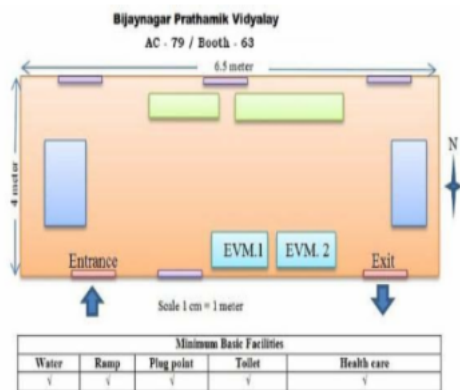 Bijaynagar Prathamik Vidyalay
AC - 79 / Booth - 63
6.5 meter
4 meter
N
EVM.1
EVM. 2
Entrance
Exit
Scale 1 cm = 1 meter
Minimum Basic Facilities
Water Ramp Plug point Toilet Health care
√ √ √ √ √